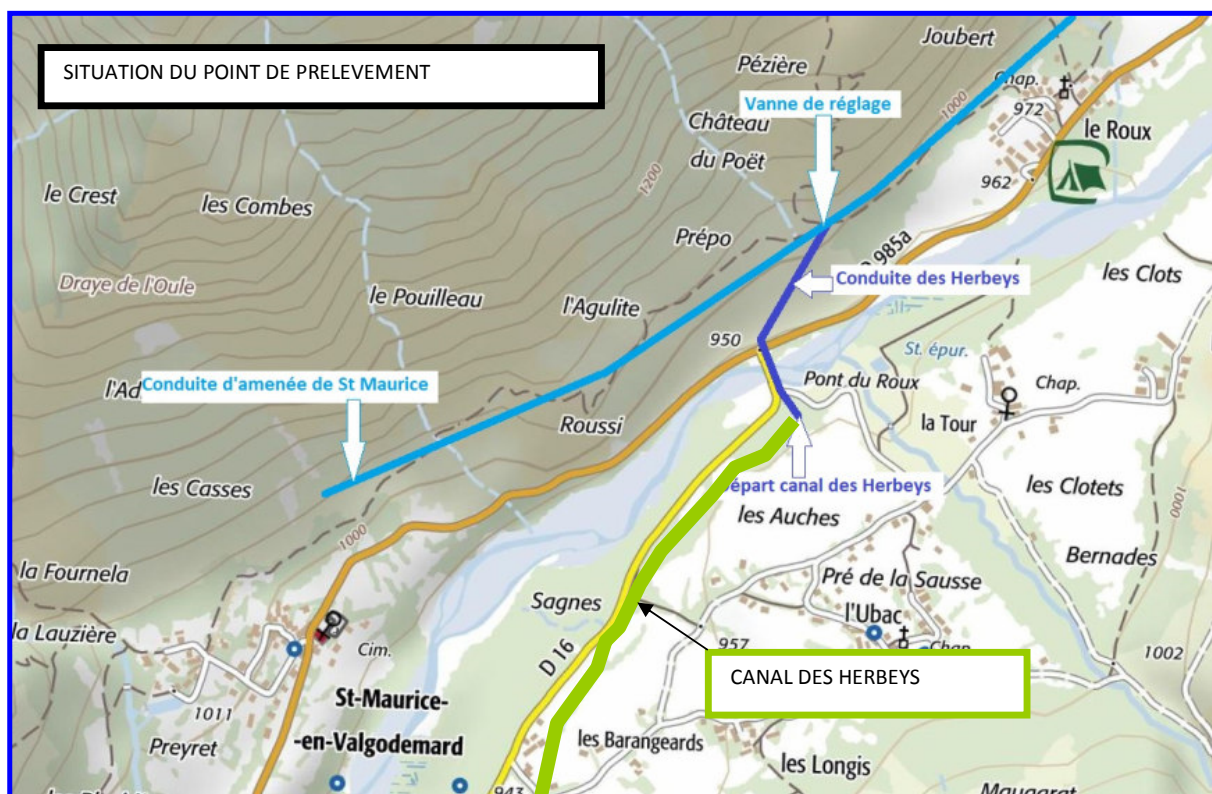 SITUATION DU POINT DE PRELEVEMENT
Joubert
Pézière
Chap.
Vanne de réglage
1000
972
le Roux
Château
du Poët
1200
962
le Crest
les Combes
Prépo
985a
les Clots
Draye de l'Oule
le Pouilleau
l'Agulite
Conduite des Herbeys
950
St. épur.
Conduite d'amenée de St Maurice
Pont du Roux
Chap.
Roussi
la Tour
les Casses
Départ canal des Herbeys
les Clotets
1000
les Auches
1000
Bernades
la Fournela
Sagnes
Pré de la Sausse
l'Ubac
la Lauzière
Cim.
D 16
957
Chap.
1002
CANAL DES HERBEYS
1011
St-Maurice-
-en-Valgodemard
Preyret
les Barangeards
les Longis
943
Maugarat